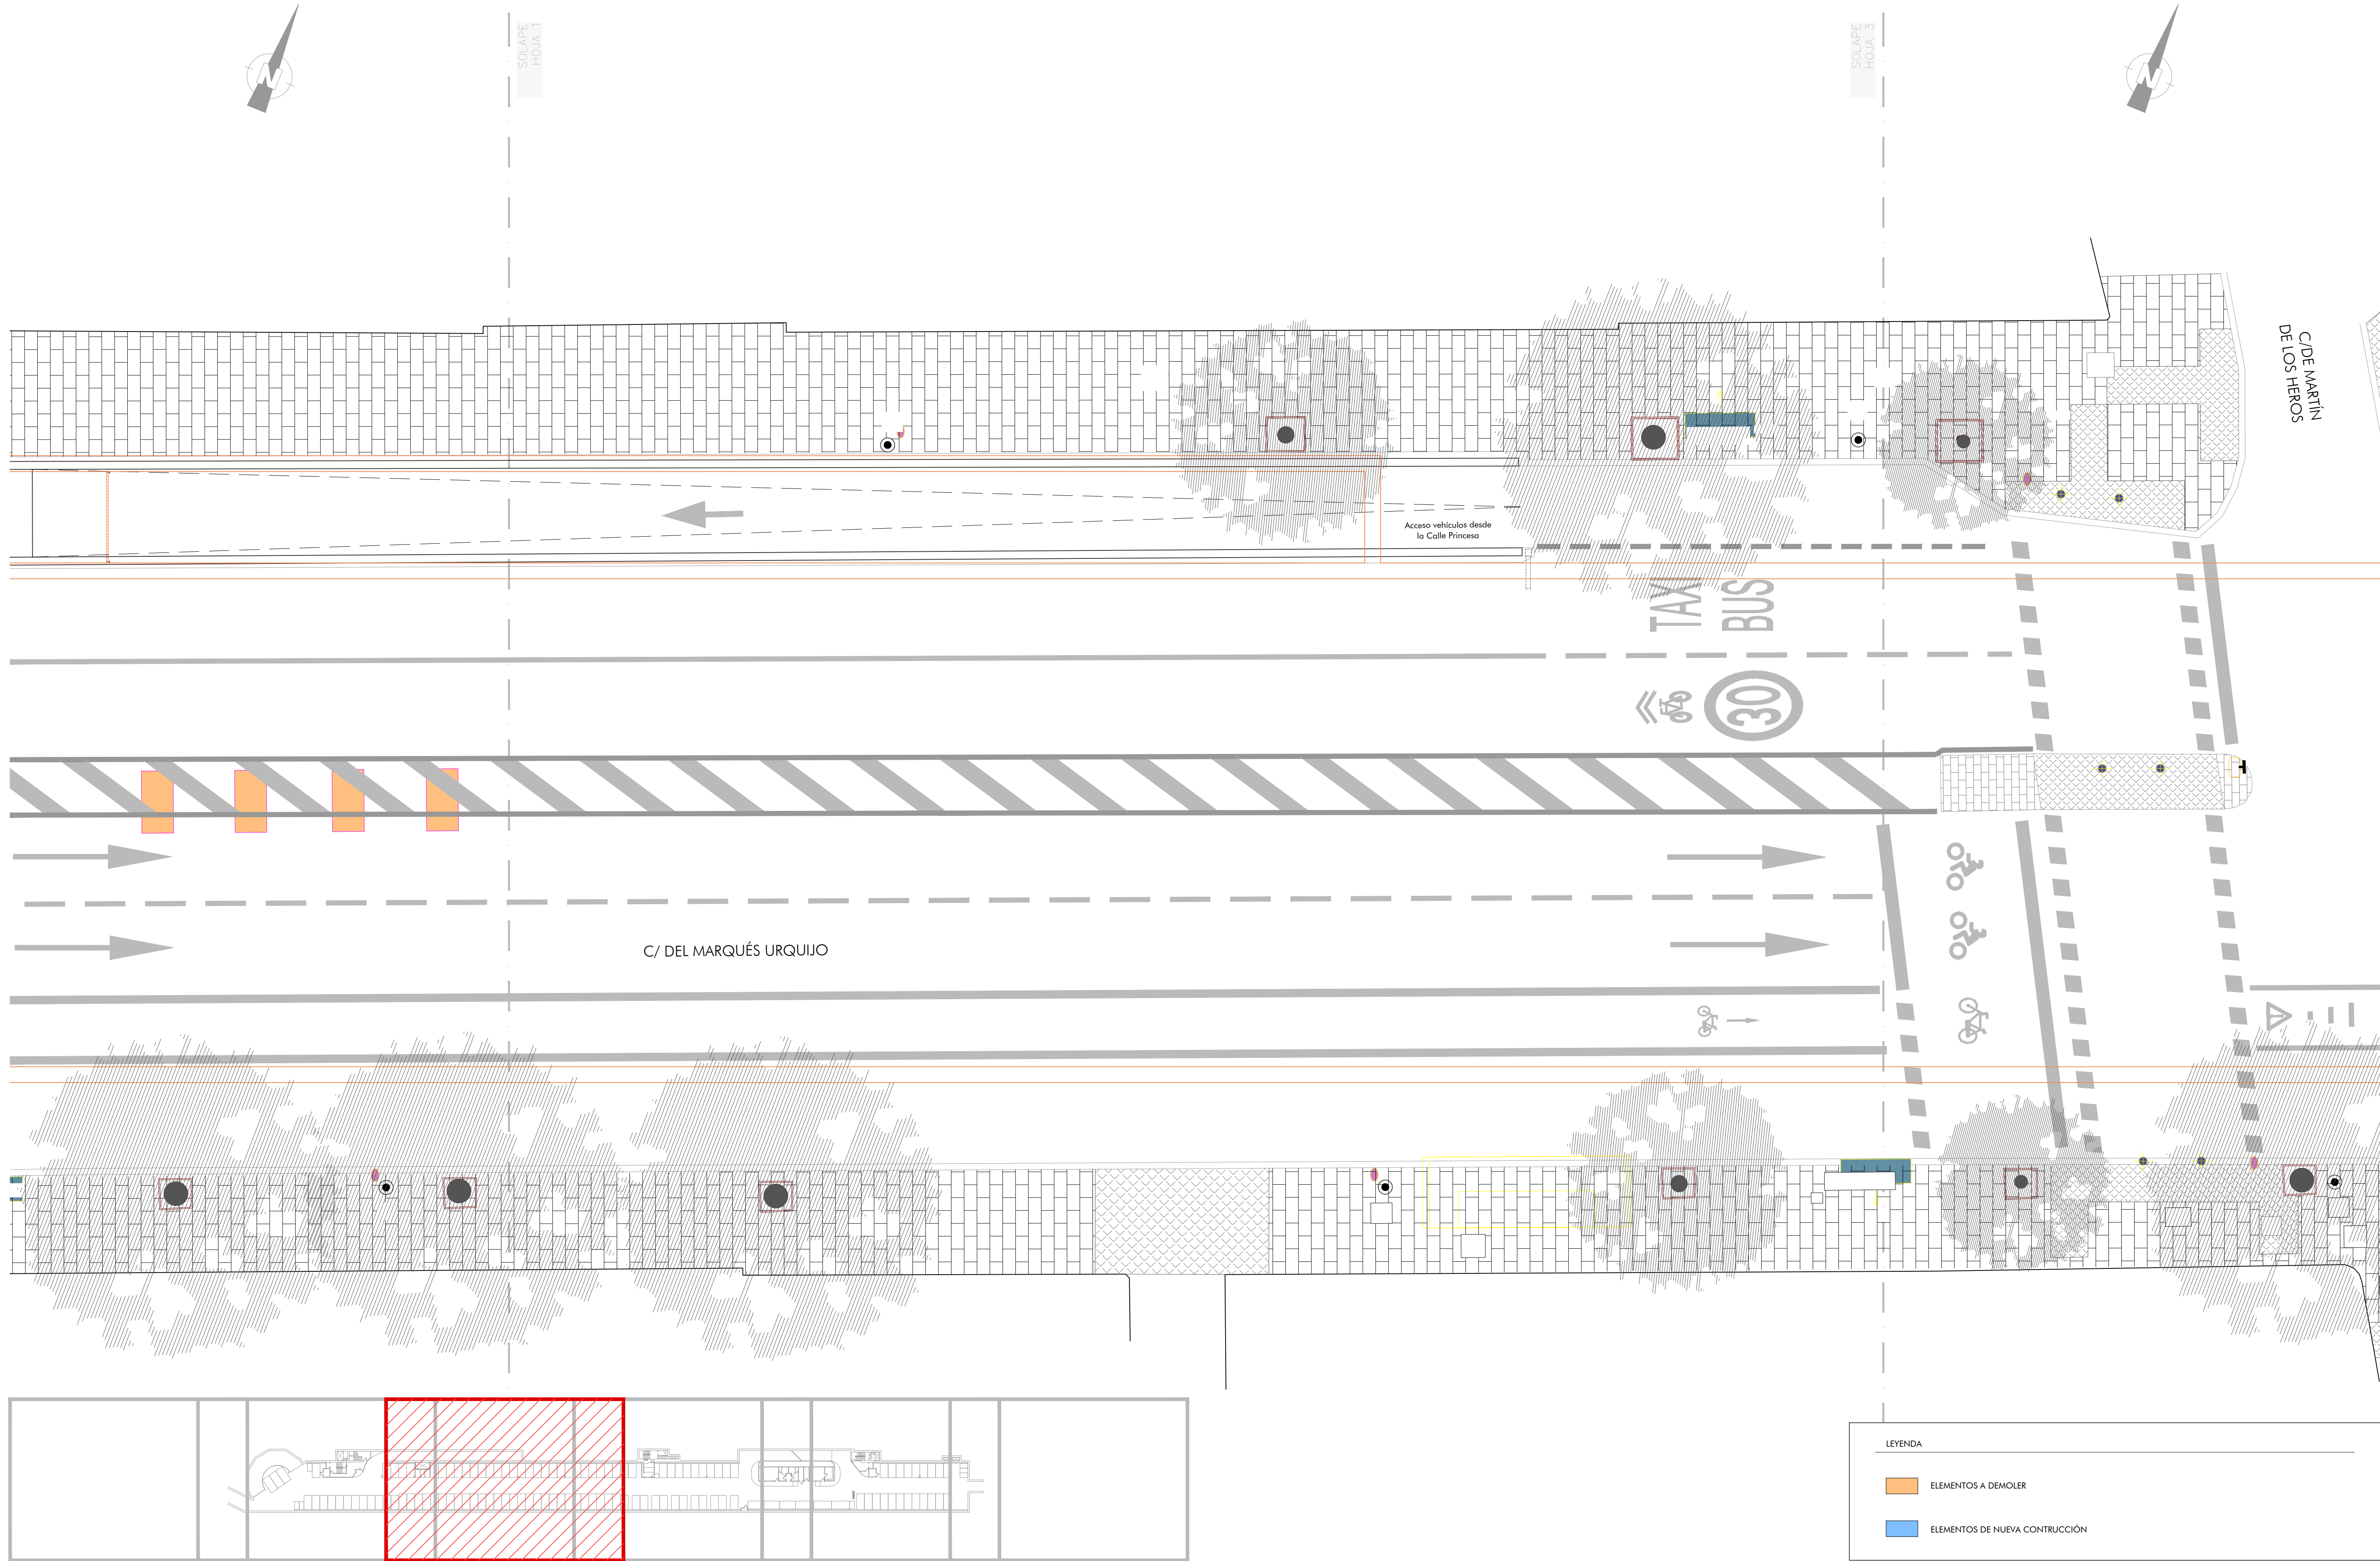 N
SOLAPE
HOJA 1
SOLAPE
HOJA 3
N
C/DE MARTÍN
DE LOS HEROS
Acceso vehículos desde
la Calle Princesa
TAXI
BUS
30
C/ DEL MARQUÉS URQUIJO
LEYENDA
ELEMENTOS A DEMOLER
ELEMENTOS DE NUEVA CONTRUCCIÓN